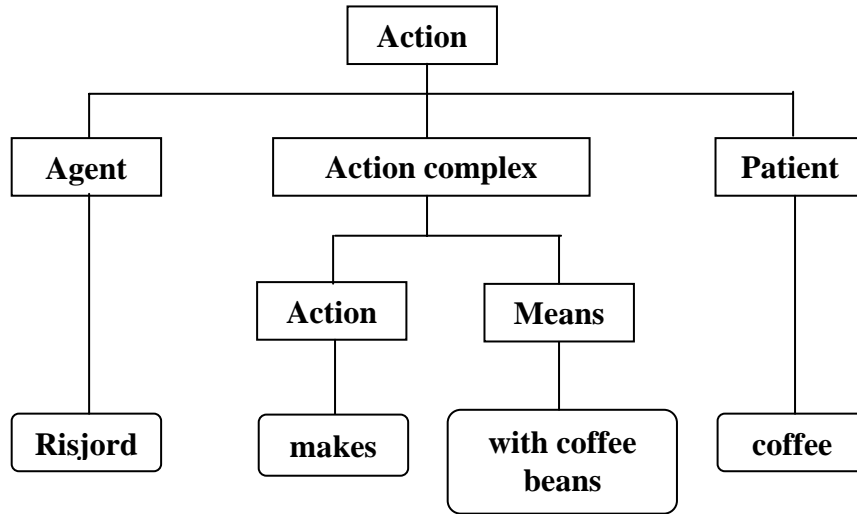 Action
Agent
Action complex
Patient
Action
Means
Risjord
makes
with coffee
beans
coffee